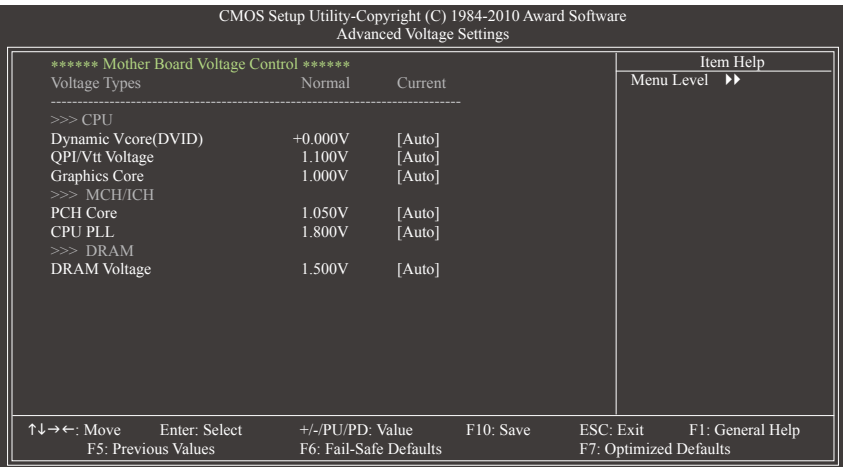 CMOS Setup Utility-Copyright (C) 1984-2010 Award Software
Advanced Voltage Settings
****** Mother Board Voltage Control ******
Voltage Types Normal Current
------------------------------------------------------------------------------
>>> CPU
Dynamic Vcore(DVID) +0.000V [Auto]
QPI/Vtt Voltage 1.100V [Auto]
Graphics Core 1.000V [Auto]
>>> MCH/ICH
PCH Core 1.050V [Auto]
CPU PLL 1.800V [Auto]
>>> DRAM
DRAM Voltage 1.500V [Auto]
Item Help
Menu Level ▶▶
↑↓→←: Move Enter: Select +/-/PU/PD: Value F10: Save ESC: Exit F1: General Help
F5: Previous Values F6: Fail-Safe Defaults F7: Optimized Defaults